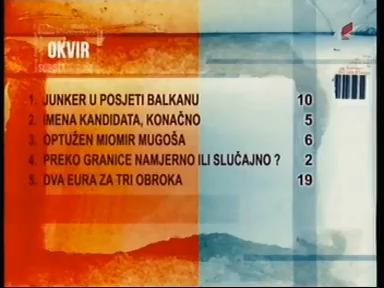 OKVIR
1. JUNKER U POSJETI BALKANU 10
2. IMENA KANDIDATA, KONAČNO 5
3. OPTUŽEN MIOMIR MUGOŠA 6
4. PREKO GRANICE NAMJERNO ILI SLUČAJNO ? 2
5. DVA EURA ZA TRI OBROKA 19